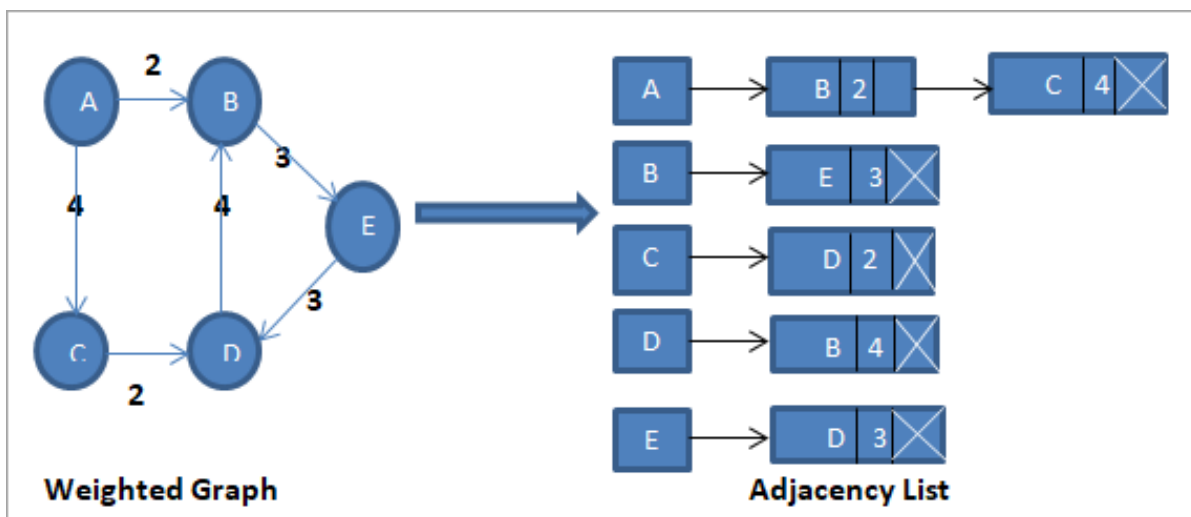 2
A B
3
4 4
E
3
C D
2
Weighted Graph
A B 2 C 4
B E 3
C D 2
D B 4
E D 3
Adjacency List